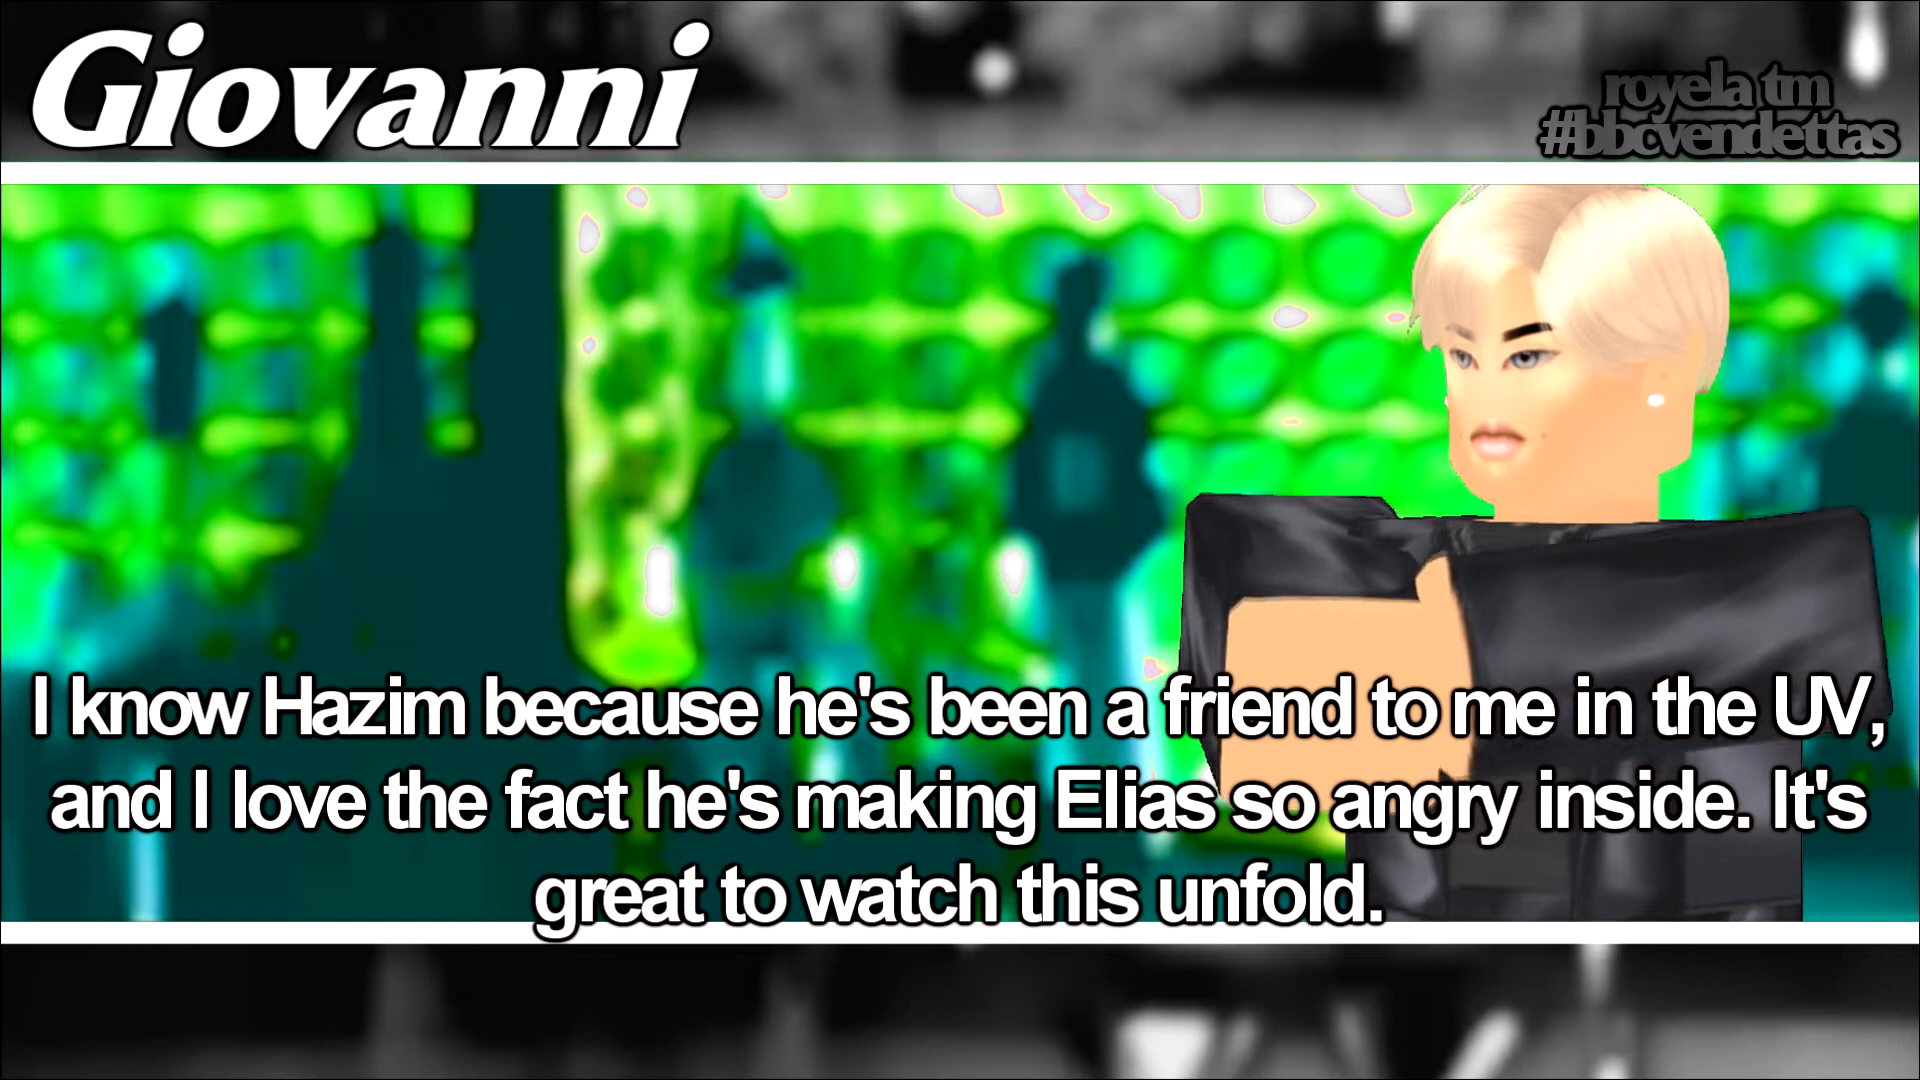 Giovanni
royela tm
#bbcvendettas
I know Hazim because he's been a friend to me in the UV,
and I love the fact he's making Elias so angry inside. It's
great to watch this unfold.